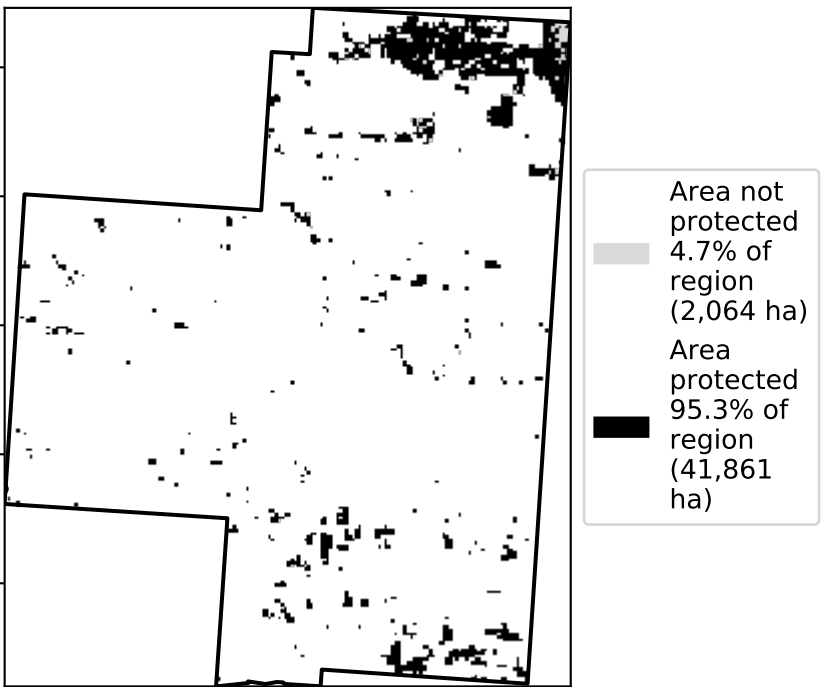 Area not
protected
4.7% of
region
(2,064 ha)
Area
protected
95.3% of
region
(41,861
ha)